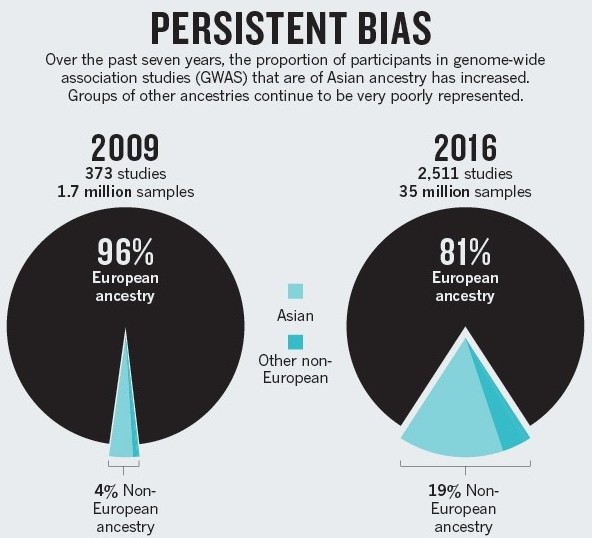 PERSISTENT BIAS
Over the past seven years, the proportion of participants in genome-wide
association studies (GWAS) that are of Asian ancestry has increased.
Groups of other ancestries continue to be very poorly represented.
2009
373 studies
1.7 million samples
96%
European
ancestry
4% Non-
European
ancestry
Asian
Other non-
European
2016
2,511 studies
35 million samples
81%
European
ancestry
19% Non-
European
ancestry